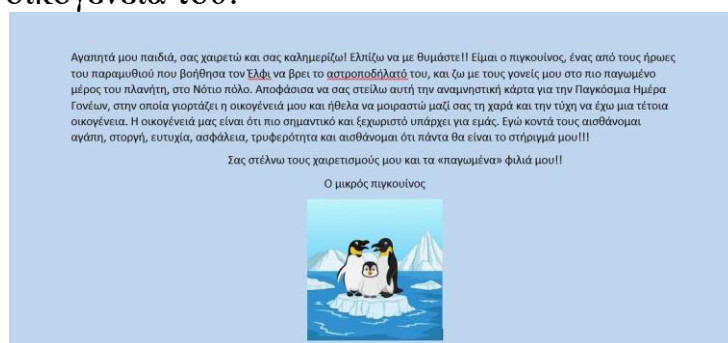 οικογένειά του.
Αγαπητά μου παιδιά, σας χαιρετώ και σας καλημερίζω! Ελπίζω να με θυμάστε!! Είμαι ο πιγκουίνος, ένας από τους ήρωες
του παραμυθιού που βοήθησα τον Έλφι να βρει το αστροποδήλατό του, και ζω με τους γονείς μου στο πιο παγωμένο
μέρος του πλανήτη, στο Νότιο πόλο. Αποφάσισα να σας στείλω αυτή την αναμνηστική κάρτα για την Παγκόσμια Ημέρα
Γονέων, στην οποία γιορτάζει η οικογένειά μου και ήθελα να μοιραστώ μαζί σας τη χαρά και την τύχη να έχω μια τέτοια
οικογένεια. Η οικογένειά μας είναι ότι πιο σημαντικό και ξεχωριστό υπάρχει για εμάς. Εγώ κοντά τους αισθάνομαι
αγάπη, στοργή, ευτυχία, ασφάλεια, τρυφερότητα και αισθάνομαι ότι πάντα θα είναι το στήριγμά μου!!!
Σας στέλνω τους χαιρετισμούς μου και τα «παγωμένα» φιλιά μου!!
Ο μικρός πιγκουίνος